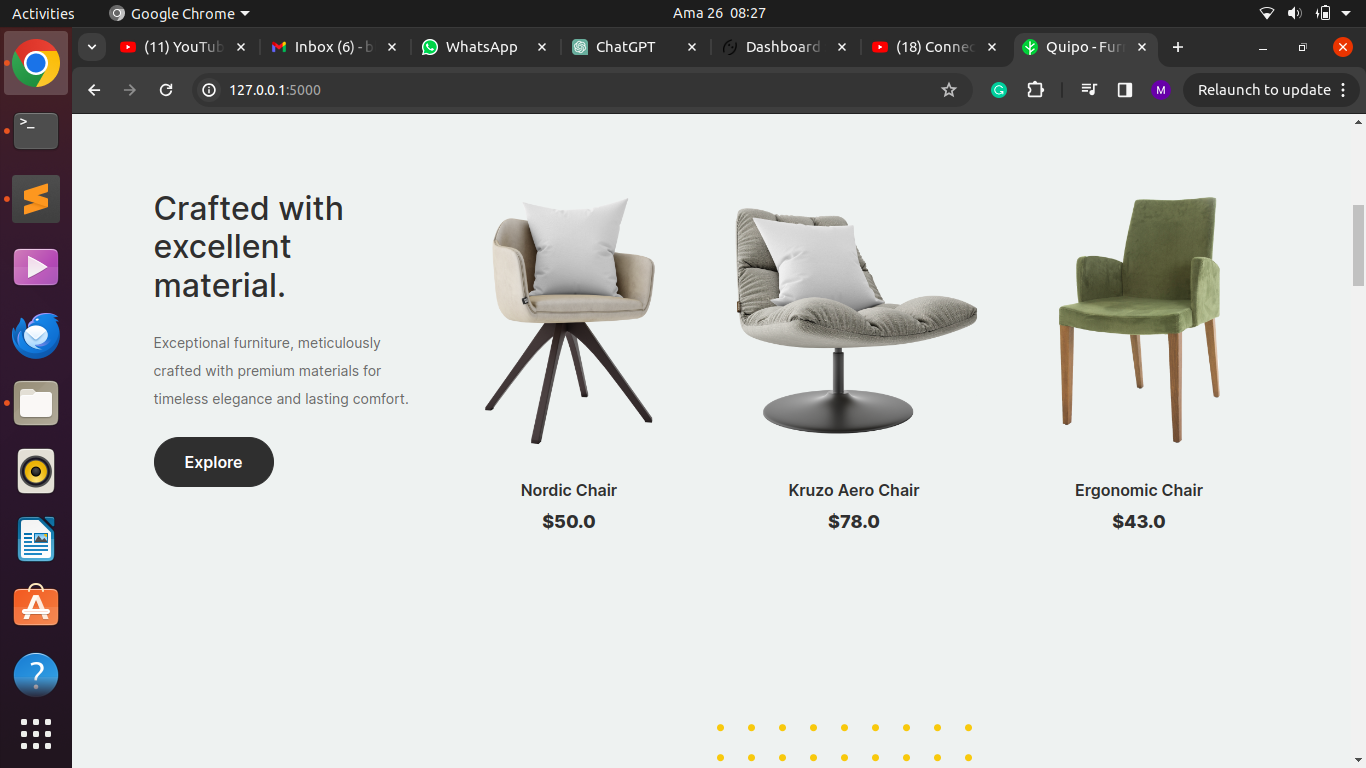 Activities
Google Chrome
Ama 26 08:27
(11) YouTub
Inbox (6) - b
WhatsApp
ChatGPT
Dashboard
(18) Connec
Quipo - Furn
127.0.0.1:5000
G
M
Relaunch to update
>_
Crafted with
excellent
material.
Exceptional furniture, meticulously
crafted with premium materials for
timeless elegance and lasting comfort.
Explore
Nordic Chair
$50.0
Kruzo Aero Chair
$78.0
Ergonomic Chair
$43.0
?